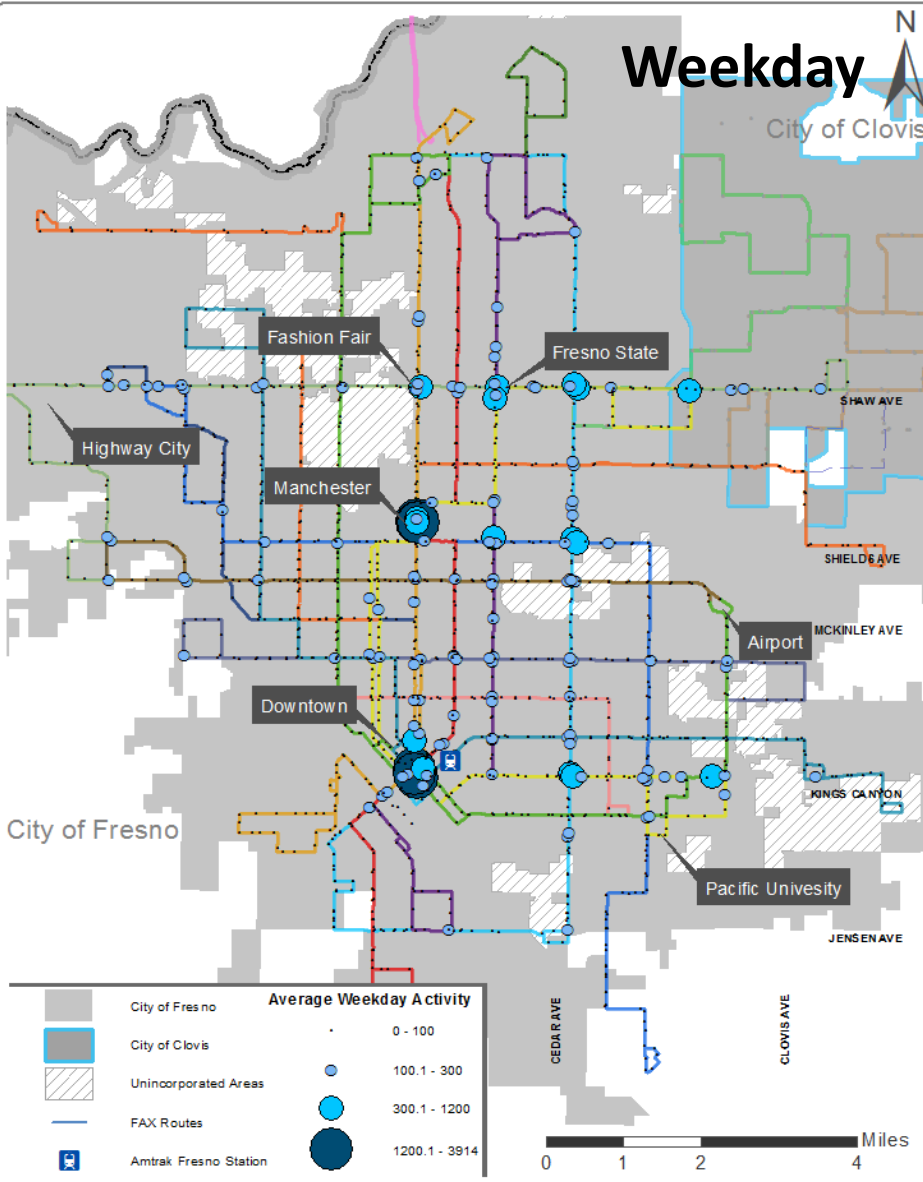 N
Weekday
City of Clovis
Fashion Fair
Fresno State
SHAW AVE
Highway City
Manchester
SHIELDS AVE
MCKINLEY AVE
Airport
Downtown
KINGS CANYON
City of Fresno
Pacific Univesity
JENSEN AVE
CEDAR AVE
CLOVIS AVE
Average Weekday Activity
City of Fresno
0 - 100
City of Clovis
100.1 - 300
Unincorporated Areas
300.1 - 1200
FAX Routes
1200.1 - 3914
Amtrak Fresno Station
Miles
0 1 2 4